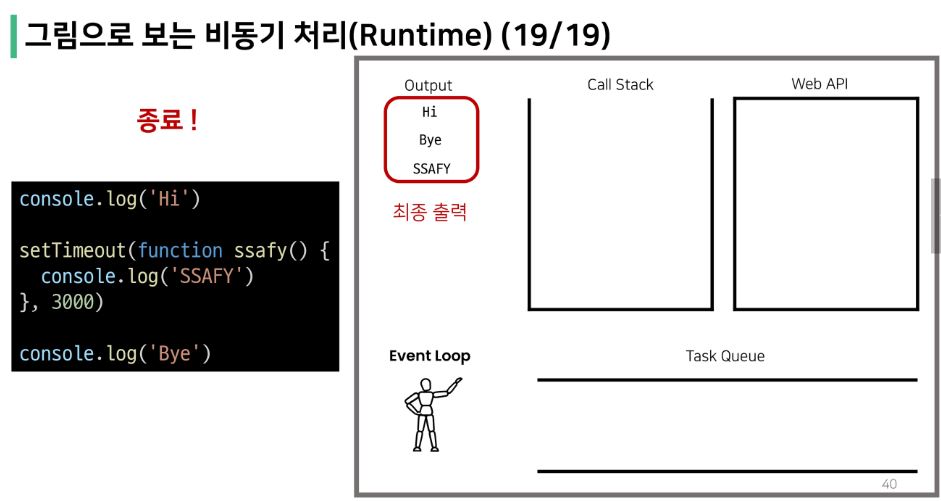 그림으로 보는 비동기 처리(Runtime) (19/19)
종료 !
console.log('Hi')
setTimeout(function ssafy() {
  console.log('SSAFY')
}, 3000)
console.log('Bye')
Output
Hi
Bye
SSAFY
최종 출력
Call Stack
Web API
Event Loop
Task Queue
40